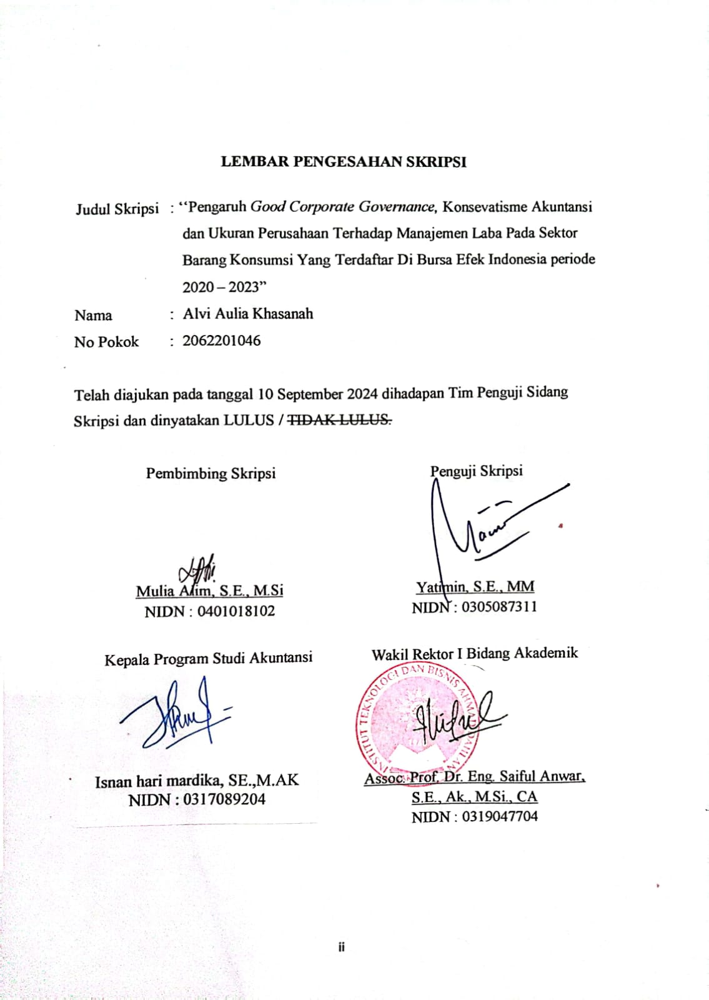 LEMBAR PENGESAHAN SKRIPSI
Judul Skripsi : “Pengaruh Good Corporate Governance, Konsevatisme Akuntansi
dan Ukuran Perusahaan Terhadap Manajemen Laba Pada Sektor
Barang Konsumsi Yang Terdaftar Di Bursa Efek Indonesia periode
2020 – 2023”
Nama : Alvi Aulia Khasanah
No Pokok : 2062201046
Telah diajukan pada tanggal 10 September 2024 dihadapan Tim Penguji Sidang
Skripsi dan dinyatakan LULUS / TIDAK LULUS.
Pembimbing Skripsi
Mulia Alim, S.E., M.Si
NIDN : 0401018102
Penguji Skripsi
Yatimin, S.E., MM
NIDN : 0305087311
Kepala Program Studi Akuntansi
Isnan hari mardika, SE.,M.AK
NIDN : 0317089204
Wakil Rektor I Bidang Akademik
INSTITUT TEKNOLOGI DAN BISNIS AHMAD DAHLAN
Assoc. Prof. Dr. Eng. Saiful Anwar,
S.E., Ak., M.Si., CA
NIDN : 0319047704
ii